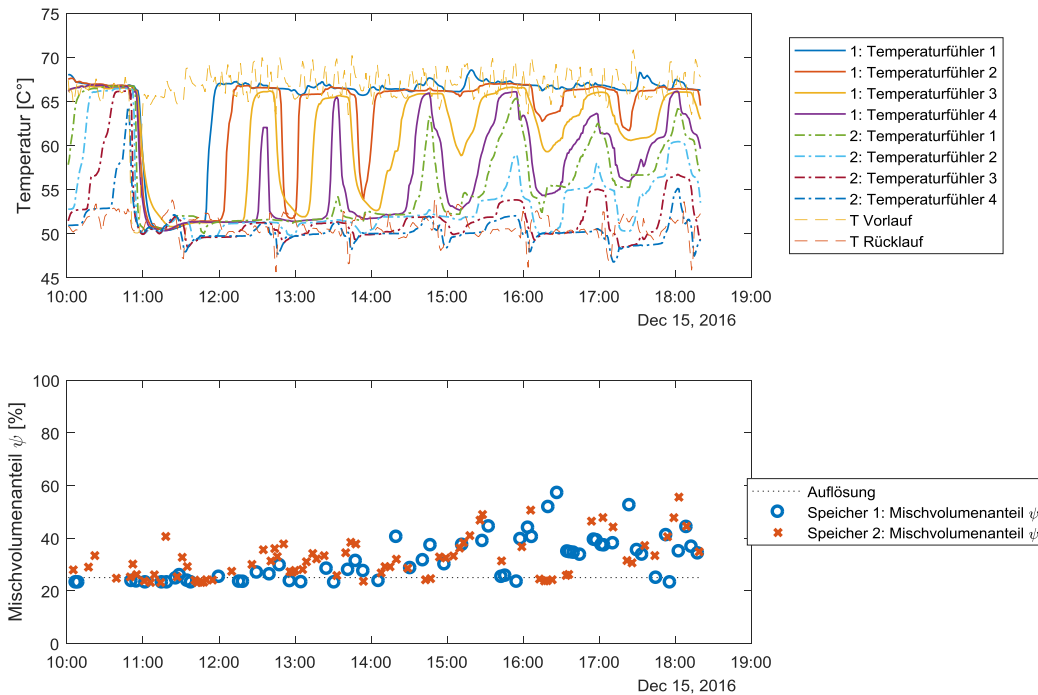 Temperatur [C°]
75
70
65
60
55
50
45
10:00 11:00 12:00 13:00 14:00 15:00 16:00 17:00 18:00 19:00
Dec 15, 2016
1: Temperaturfühler 1
1: Temperaturfühler 2
1: Temperaturfühler 3
1: Temperaturfühler 4
2: Temperaturfühler 1
2: Temperaturfühler 2
2: Temperaturfühler 3
2: Temperaturfühler 4
T Vorlauf
T Rücklauf
Mischvolumenanteil ψ [%]
100
80
60
40
20
0
10:00 11:00 12:00 13:00 14:00 15:00 16:00 17:00 18:00 19:00
Dec 15, 2016
Auflösung
Speicher 1: Mischvolumenanteil ψ
Speicher 2: Mischvolumenanteil ψ